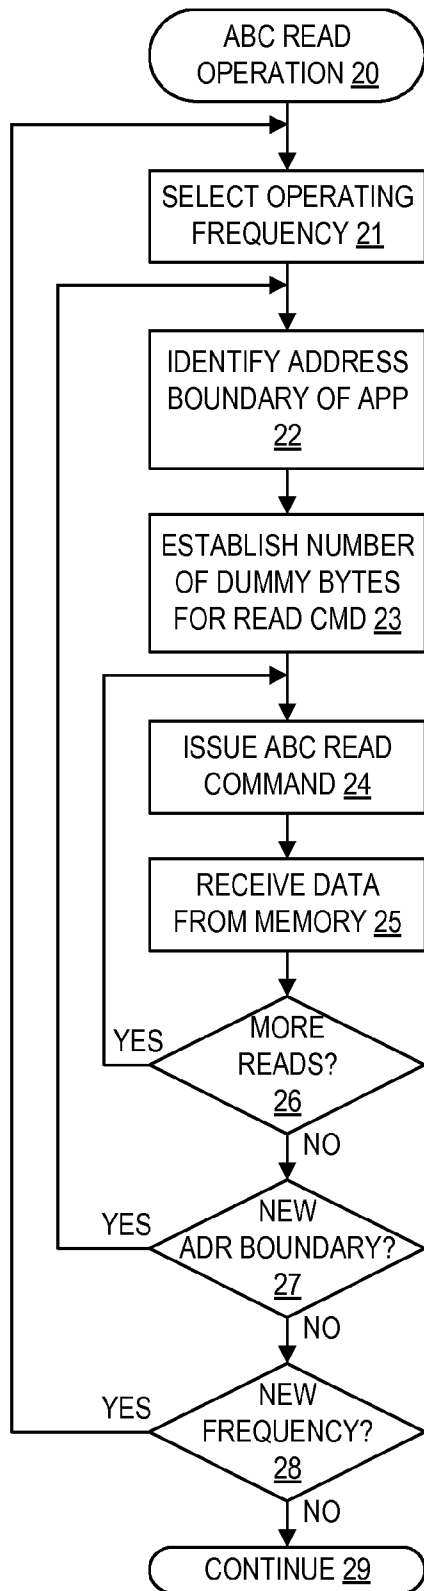 ABC READ
OPERATION 20
SELECT OPERATING
FREQUENCY 21
IDENTIFY ADDRESS
BOUNDARY OF APP
22
ESTABLISH NUMBER
OF DUMMY BYTES
FOR READ CMD 23
ISSUE ABC READ
COMMAND 24
RECEIVE DATA
FROM MEMORY 25
YES
MORE
READS?
26
NO
YES
NEW
ADR BOUNDARY?
27
NO
YES
NEW
FREQUENCY?
28
NO
CONTINUE 29